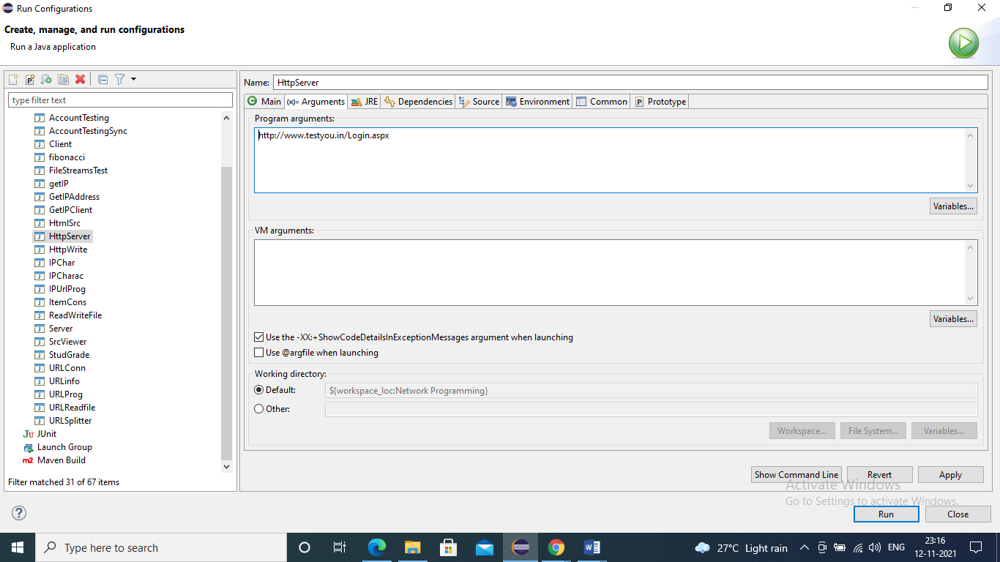 Run Configurations
Create, manage, and run configurations
Run a Java application
type filter text
AccountTesting
AccountTestingSync
Client
fibonacci
FileStreamsTest
getIP
GetIPAddress
GetIPClient
HtmlSrc
HttpServer
HttpWrite
IPChar
IPCharac
IPUrlProg
ItemCons
ReadWriteFile
Server
SrcViewer
StudGrade
URLConn
URLinfo
URLProg
URLReadfile
URLSplitter
JU JUnit
Launch Group
m2 Maven Build
Filter matched 31 of 67 items
Name: HttpServer
Main (x)= Arguments JRE Dependencies Source Environment Common P Prototype
Program arguments:
http://www.testyou.in/Login.aspx
Variables...
VM arguments:
Variables...
Use the -XX:+ShowCodeDetailsInExceptionMessages argument when launching
Use @argfile when launching
Working directory:
Default: ${workspace_loc:Network Programming}
Other:
Workspace... File System... Variables...
Show Command Line Revert Apply
Activate Windows
Go to Settings to activate Windows.
Run Close
Type here to search
27°C Light rain
ENG
23:16
12-11-2021